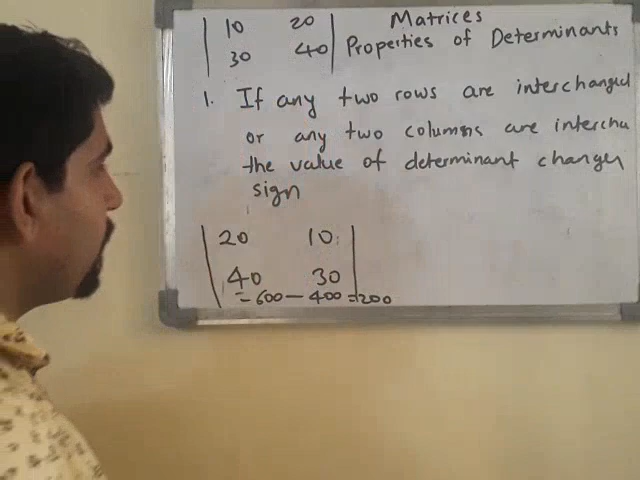 | 10 20 | Matrices
| 30 40 | Properties of Determinants
1. If any two rows are interchanged
or any two columns are intercha
the value of determinant changes
sign
| 20 10 |
| 40 30 |
= 600 - 400 = 200